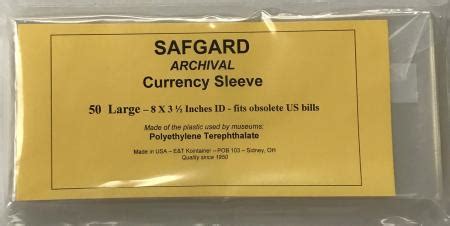 SAFGARD
ARCHIVAL
Currency Sleeve
50 Large – 8 X 3 ½ Inches ID - fits obsolete US bills
Made of the plastic used by museums:
Polyethylene Terephthalate
Made in USA – E&T Kointainer – POB 103 – Sidney, OH
Quality since 1950